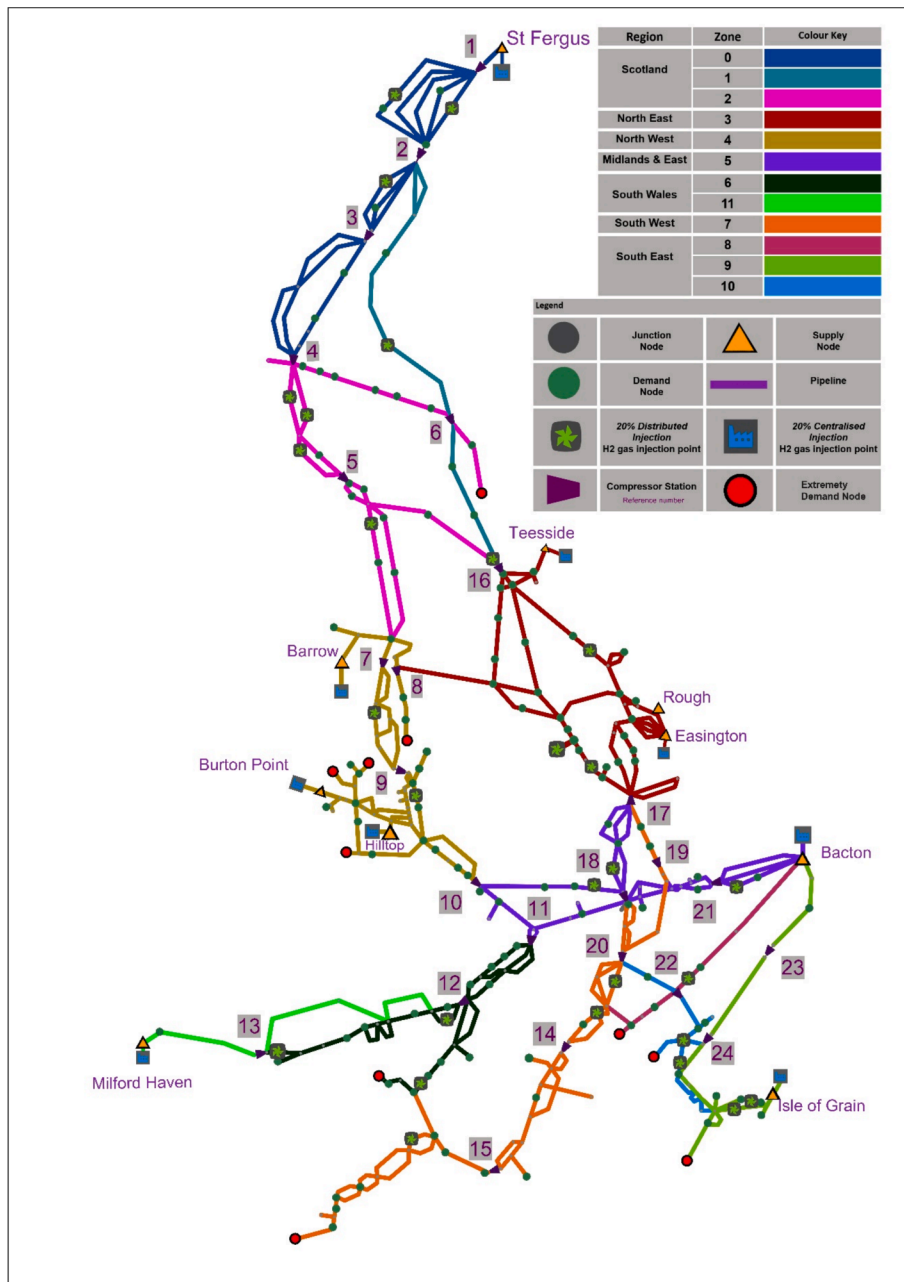 1
St Fergus
Region Zone Colour Key
Scotland
0
1
2
North East 3
North West 4
Midlands & East 5
South Wales
6
11
South West 7
South East
8
9
10
2
3
4
Legend
Junction
Node
Supply
Node
Demand
Node
Pipeline
20% Distributed
Injection
H2 gas injection point
20% Centralised
Injection
H2 gas injection point
Compressor Station
Reference number
Extremety
Demand Node
6
5
Teesside
16
Barrow
7
8
Rough
Easington
Burton Point
9
Hilltop
17
18
19
Bacton
10
11
21
20
22
23
12
13
14
24
Milford Haven
Isle of Grain
15